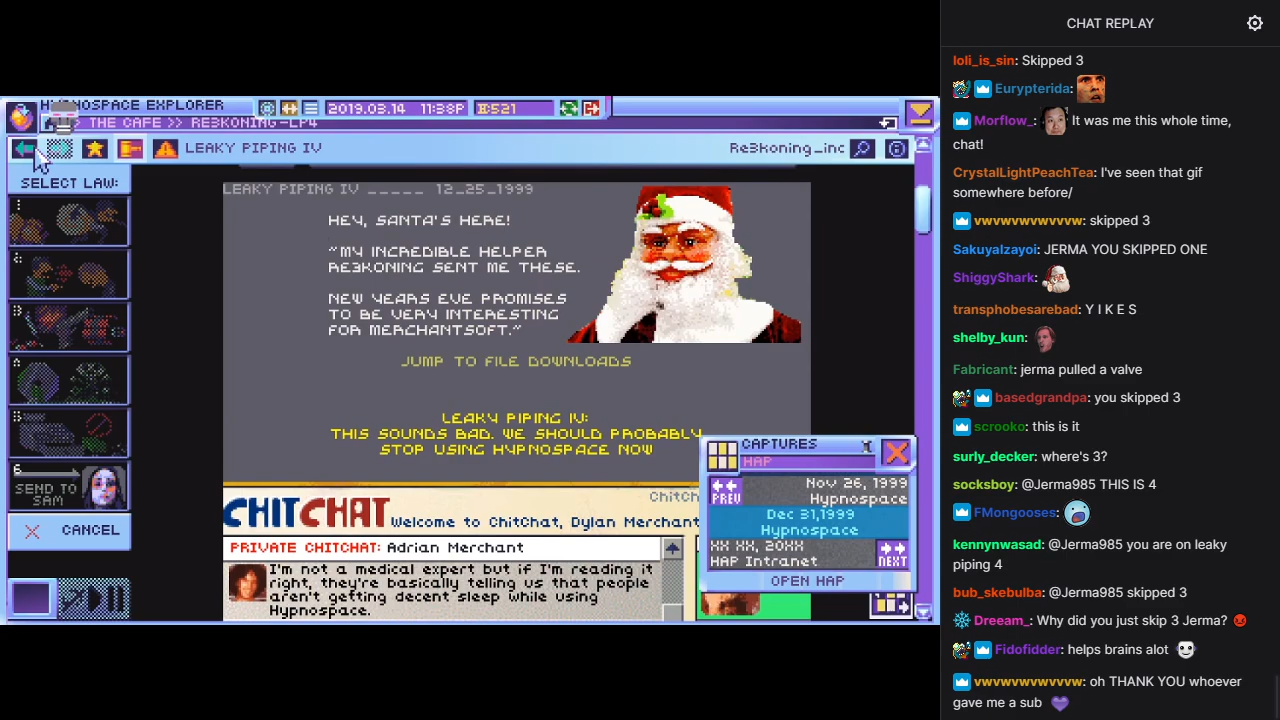 HYPNOSPACE EXPLORER
2019.03.14 11:38P
521
THE CAFE >> RE3KONING-LP4
LEAKY PIPING IV
Re3Koning_inc
SELECT LAW:
6
SEND TO
SAM
CANCEL
LEAKY PIPING IV _____ 12_25_1999
HEY, SANTA'S HERE!
"MY INCREDIBLE HELPER
RE3KONING SENT ME THESE.
NEW YEARS EVE PROMISES
TO BE VERY INTERESTING
FOR MERCHANTSOFT."
JUMP TO FILE DOWNLOADS
LEAKY PIPING IV:
THIS SOUNDS BAD. WE SHOULD PROBABLY
STOP USING HYPNOSPACE NOW
ChitCh
CHITCHAT Welcome to ChitChat, Dylan Merchant
PRIVATE CHITCHAT: Adrian Merchant
I'm not a medical expert but if I'm reading it
right, they're basically telling us that people
aren't getting decent sleep while using
Hypnospace.
CAPTURES
HAP
PREV
Nov 26, 1999
Hypnospace
Dec 31,1999
Hypnospace
XX XX, 20XX
HAP Intranet
NEXT
OPEN HAP
CHAT REPLAY
loli_is_sin: Skipped 3
Eurypterida:
Morflow_: It was me this whole time,
chat!
CrystalLightPeachTea: I've seen that gif
somewhere before/
vwvwvwvwvvvw: skipped 3
SakuyaIzayoi: JERMA YOU SKIPPED ONE
ShiggyShark:
transphobesarebad: Y I K E S
shelby_kun:
Fabricant: jerma pulled a valve
basedgrandpa: you skipped 3
scrooko: this is it
surly_decker: where's 3?
socksboy: @Jerma985 THIS IS 4
FMongooses:
kennynwasad: @Jerma985 you are on leaky
piping 4
bub_skebulba: @Jerma985 skipped 3
Dreeam_: Why did you just skip 3 Jerma?
Fidofidder: helps brains alot
vwvwvwvwvvvw: oh THANK YOU whoever
gave me a sub